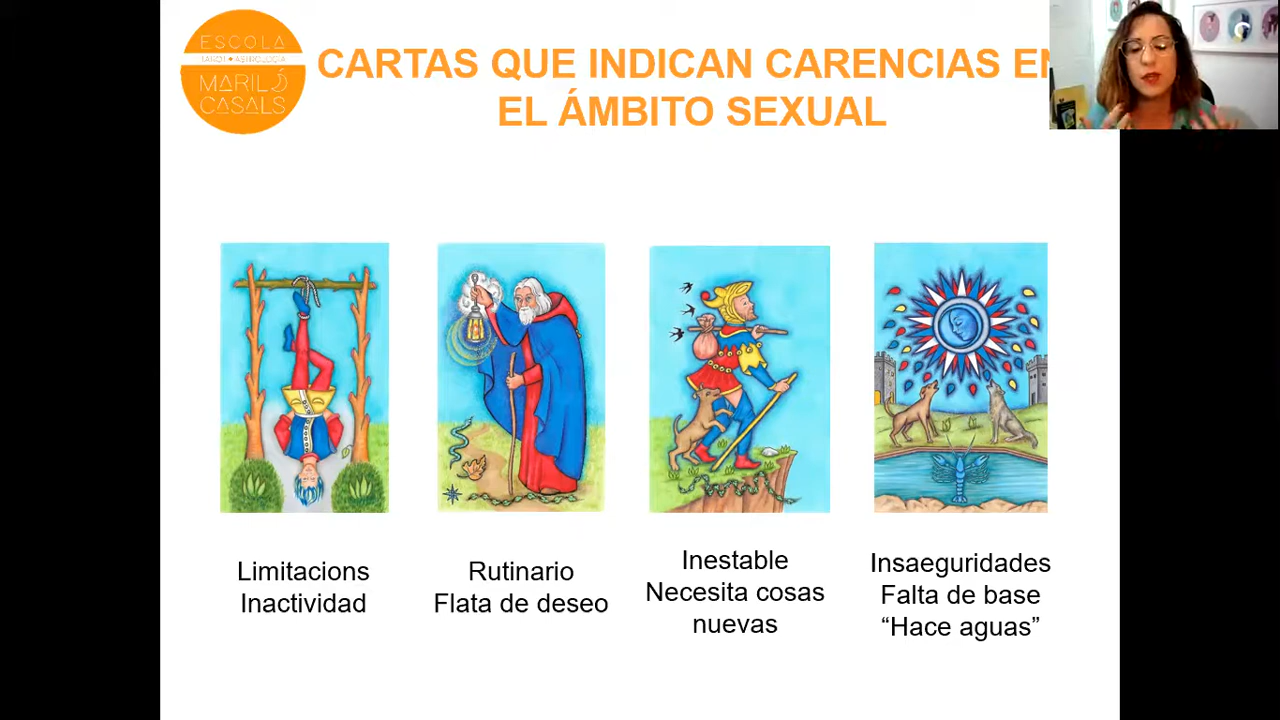 ESCOLA
TAROT✦ASTROLOGIA
MARILÓ
CASALS
CARTAS QUE INDICAN CARENCIAS EN
EL ÁMBITO SEXUAL
Limitacions
Inactividad
Rutinario
Flata de deseo
Inestable
Necesita cosas
nuevas
Insaeguridades
Falta de base
“Hace aguas”